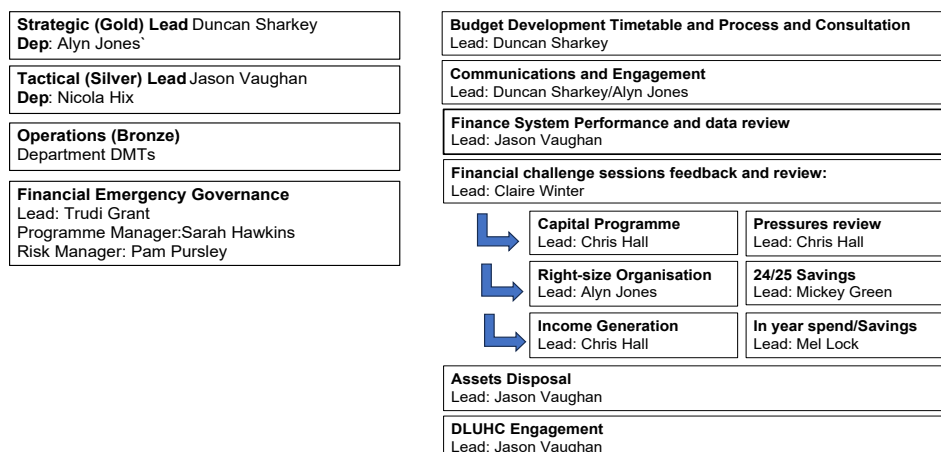 Strategic (Gold) Lead Duncan Sharkey
Dep: Alyn Jones`
Tactical (Silver) Lead Jason Vaughan
Dep: Nicola Hix
Operations (Bronze)
Department DMTs
Financial Emergency Governance
Lead: Trudi Grant
Programme Manager:Sarah Hawkins
Risk Manager: Pam Pursley
Budget Development Timetable and Process and Consultation
Lead: Duncan Sharkey
Communications and Engagement
Lead: Duncan Sharkey/Alyn Jones
Finance System Performance and data review
Lead: Jason Vaughan
Financial challenge sessions feedback and review:
Lead: Claire Winter
Capital Programme
Lead: Chris Hall
Pressures review
Lead: Chris Hall
Right-size Organisation
Lead: Alyn Jones
24/25 Savings
Lead: Mickey Green
Income Generation
Lead: Chris Hall
In year spend/Savings
Lead: Mel Lock
Assets Disposal
Lead: Jason Vaughan
DLUHC Engagement
Lead: Jason Vaughan